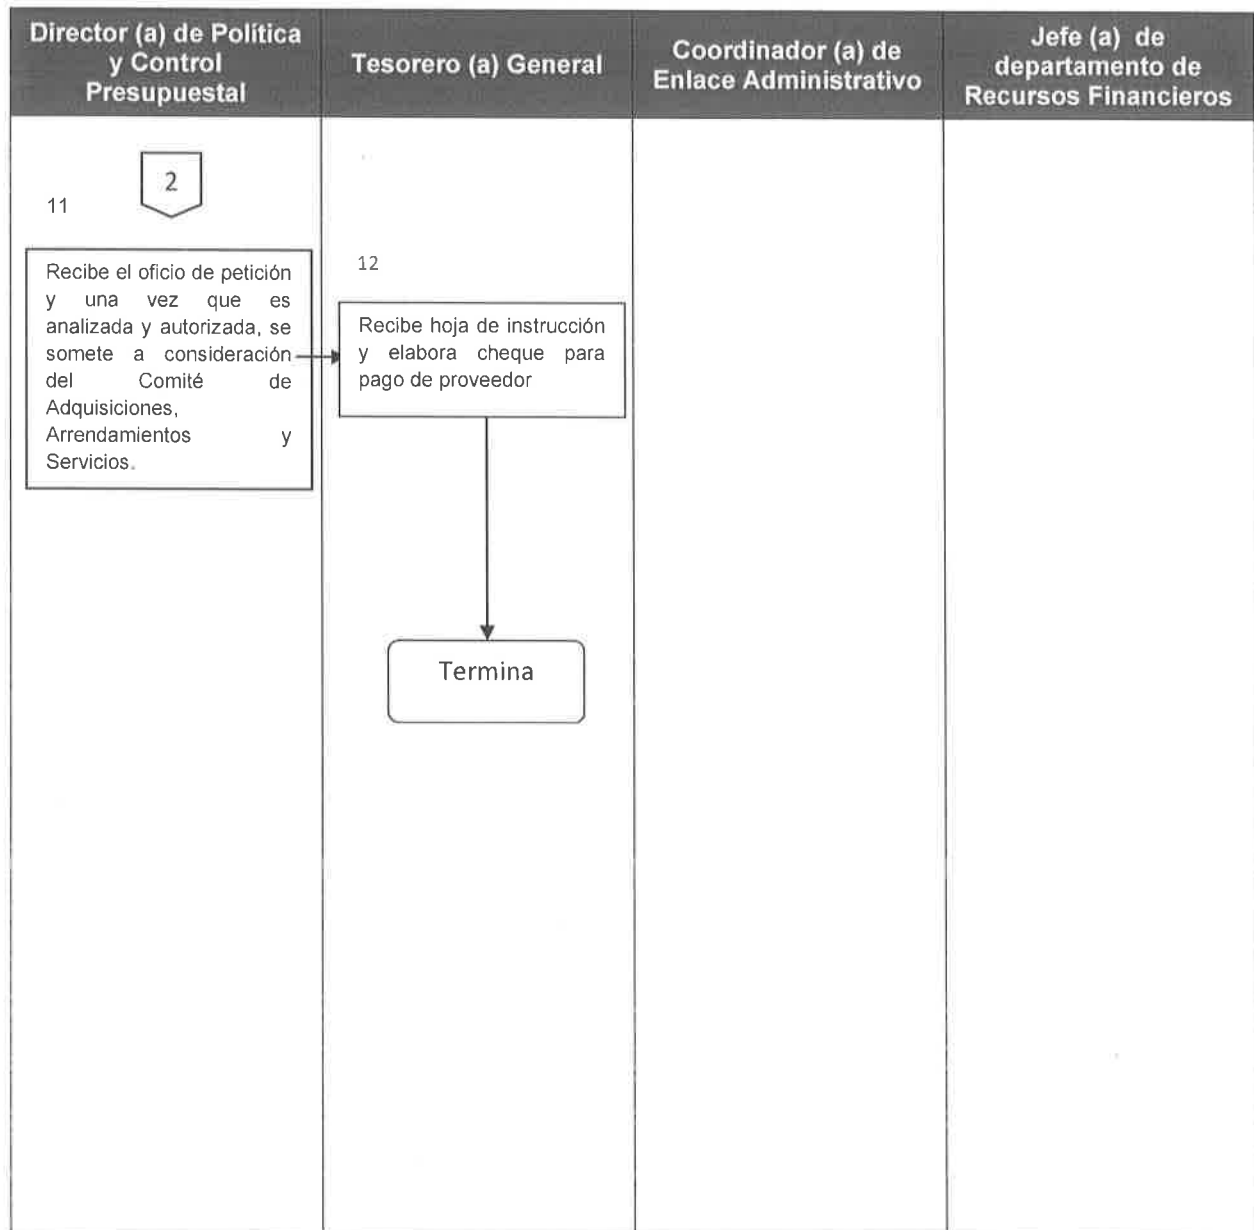 Director (a) de Política
y Control
Presupuestal
Tesorero (a) General
Coordinador (a) de
Enlace Administrativo
Jefe (a) de
departamento de
Recursos Financieros
2
11
Recibe el oficio de petición
y una vez que es
analizada y autorizada, se
somete a consideración
del Comité de
Adquisiciones,
Arrendamientos y
Servicios.
12
Recibe hoja de instrucción
y elabora cheque para
pago de proveedor
Termina